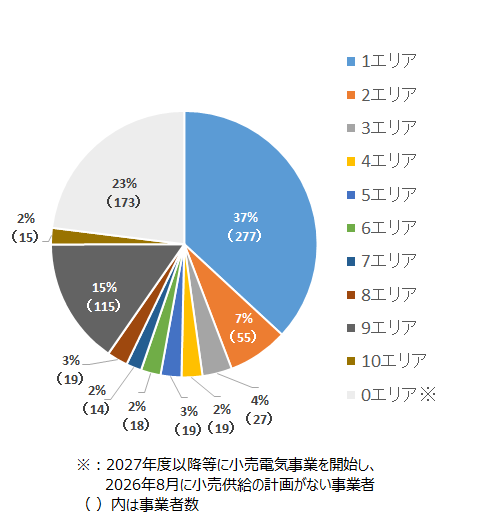 1エリア
2エリア
3エリア
4エリア
5エリア
6エリア
7エリア
8エリア
9エリア
10エリア
0エリア※
37%
(277)
7%
(55)
4%
(27)
2%
(19)
3%
(19)
2%
(18)
2%
(14)
3%
(19)
15%
(115)
2%
(15)
23%
(173)
※：2027年度以降等に小売電気事業を開始し、
2026年8月に小売供給の計画がない事業者
（ ）内は事業者数